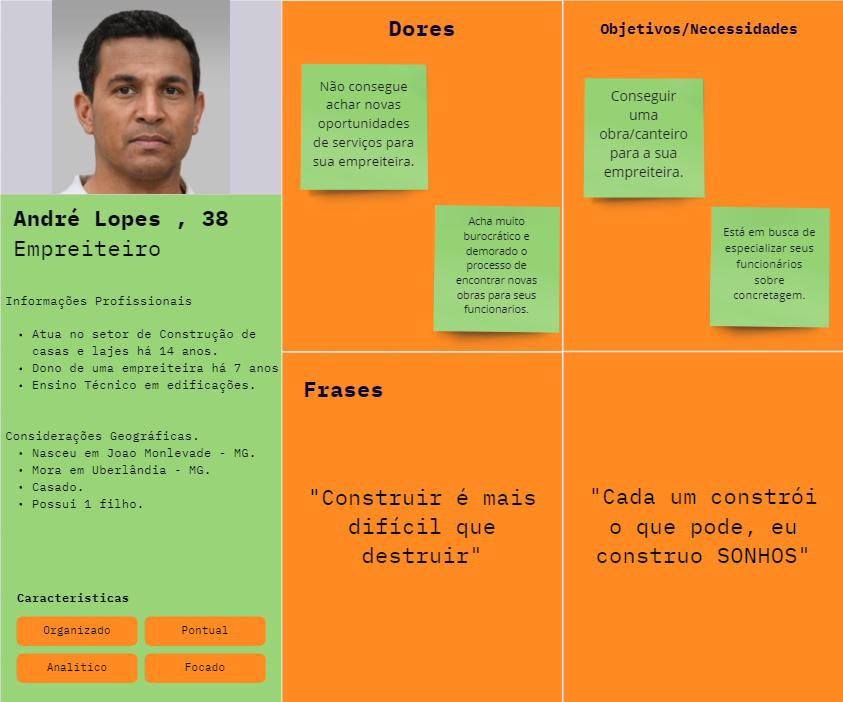 André Lopes , 38
Empreiteiro
Informações Profissionais
• Atua no setor de Construção de
casas e lajes há 14 anos.
• Dono de uma empreiteira há 7 anos
• Ensino Técnico em edificações.
Considerações Geográficas.
• Nasceu em Joao Monlevade - MG.
• Mora em Uberlândia - MG.
• Casado.
• Possui 1 filho.
Caracteristicas
Organizado
Pontual
Analitico
Focado
Dores
Não consegue
achar novas
oportunidades
de serviços para
sua empreiteira.
Acha muito
burocrático e
demorado o
processo de
encontrar novas
obras para seus
funcionarios.
Objetivos/Necessidades
Conseguir
uma
obra/canteiro
para a sua
empreiteira.
Está em busca de
especializar seus
funcionários
sobre
concretagem.
Frases
"Construir é mais
difícil que
destruir"
"Cada um constrói
o que pode, eu
construo SONHOS"